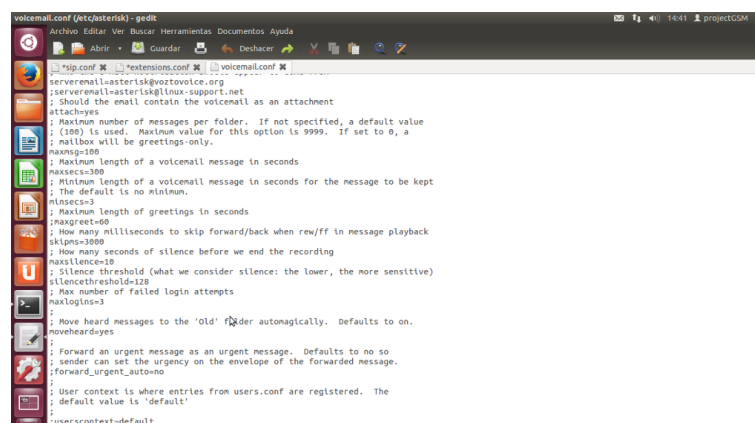 voicemail.conf (/etc/asterisk) - gedit
14:41 projectGSM
Archivo Editar Ver Buscar Herramientas Documentos Ayuda
Abrir Guardar Deshacer
*sip.conf *extensions.conf voicemail.conf
serveremail=asterisk@voztovoice.org
;serveremail=asterisk@linux-support.net
; Should the email contain the voicemail as an attachment
attach=yes
; Maximum number of messages per folder. If not specified, a default value
; (100) is used. Maximum value for this option is 9999. If set to 0, a
; mailbox will be greetings-only.
maxmsg=100
; Maximum length of a voicemail message in seconds
maxsecs=300
; Minimum length of a voicemail message in seconds for the message to be kept
; The default is no minimum.
minsecs=3
; Maximum length of greetings in seconds
;maxgreet=60
; How many milliseconds to skip forward/back when rew/ff in message playback
skipms=3000
; How many seconds of silence before we end the recording
maxsilence=10
; Silence threshold (what we consider silence: the lower, the more sensitive)
silencethreshold=128
; Max number of failed login attempts
maxlogins=3
;
; Move heard messages to the 'Old' folder automagically. Defaults to on.
moveheard=yes
;
; Forward an urgent message as an urgent message. Defaults to no so
; sender can set the urgency on the envelope of the forwarded message.
;forward_urgent_auto=no
;
; User context is where entries from users.conf are registered. The
; default value is 'default'
;
;userscontext=default